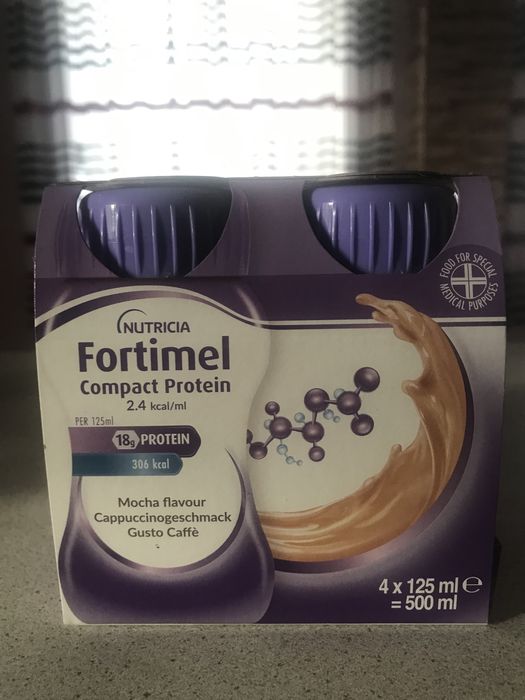 FOOD FOR SPECIAL
MEDICAL PURPOSES
NUTRICIA
Fortimel
Compact Protein
2.4 kcal/ml
PER 125ml
18g PROTEIN
306 kcal
Mocha flavour
Cappuccinogeschmack
Gusto Caffè
4 x 125 ml ℮
= 500 ml